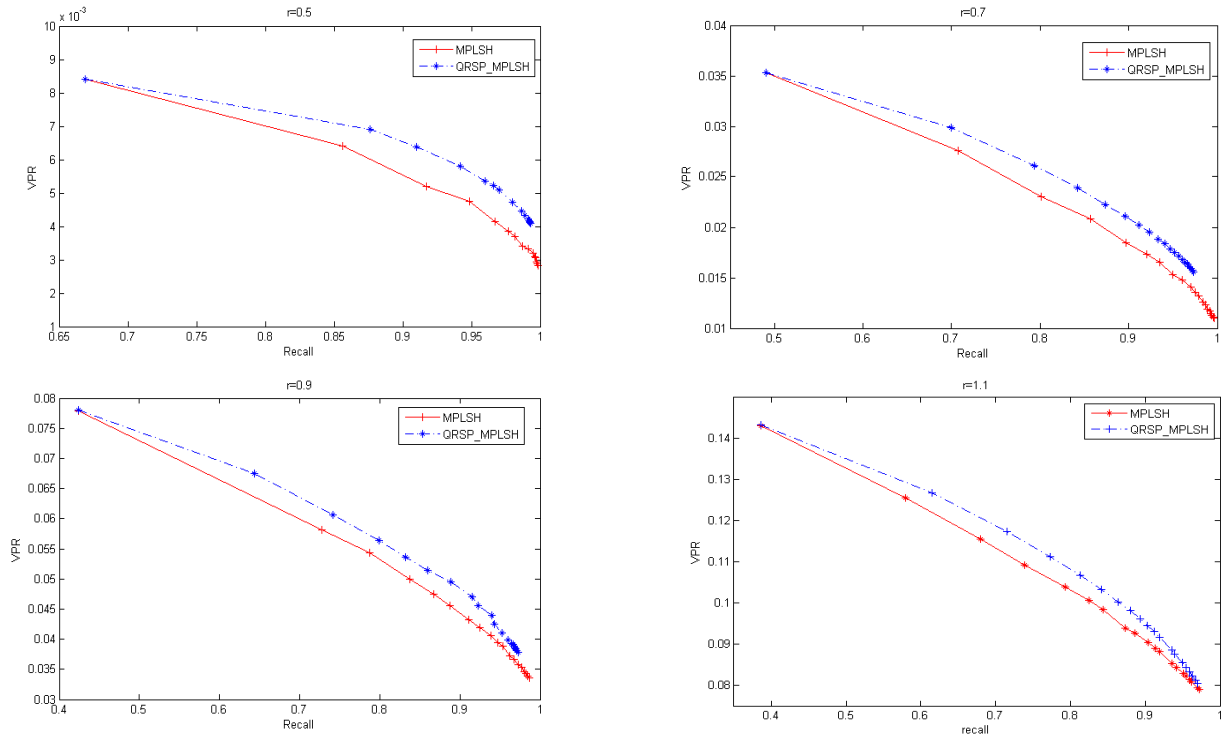 r=0.5
x 10⁻³
10
9
8
7
6
5
4
3
2
1
VPR
0.65 0.7 0.75 0.8 0.85 0.9 0.95 1
Recall
MPLSH
QRSP_MPLSH
r=0.7
0.04
0.035
0.03
0.025
0.02
0.015
0.01
VPR
0.5 0.6 0.7 0.8 0.9 1
Recall
MPLSH
QRSP_MPLSH
r=0.9
0.08
0.075
0.07
0.065
0.06
0.055
0.05
0.045
0.04
0.035
0.03
VPR
0.4 0.5 0.6 0.7 0.8 0.9 1
Recall
MPLSH
QRSP_MPLSH
r=1.1
0.14
0.13
0.12
0.11
0.1
0.09
0.08
VPR
0.4 0.5 0.6 0.7 0.8 0.9 1
recall
MPLSH
QRSP_MPLSH